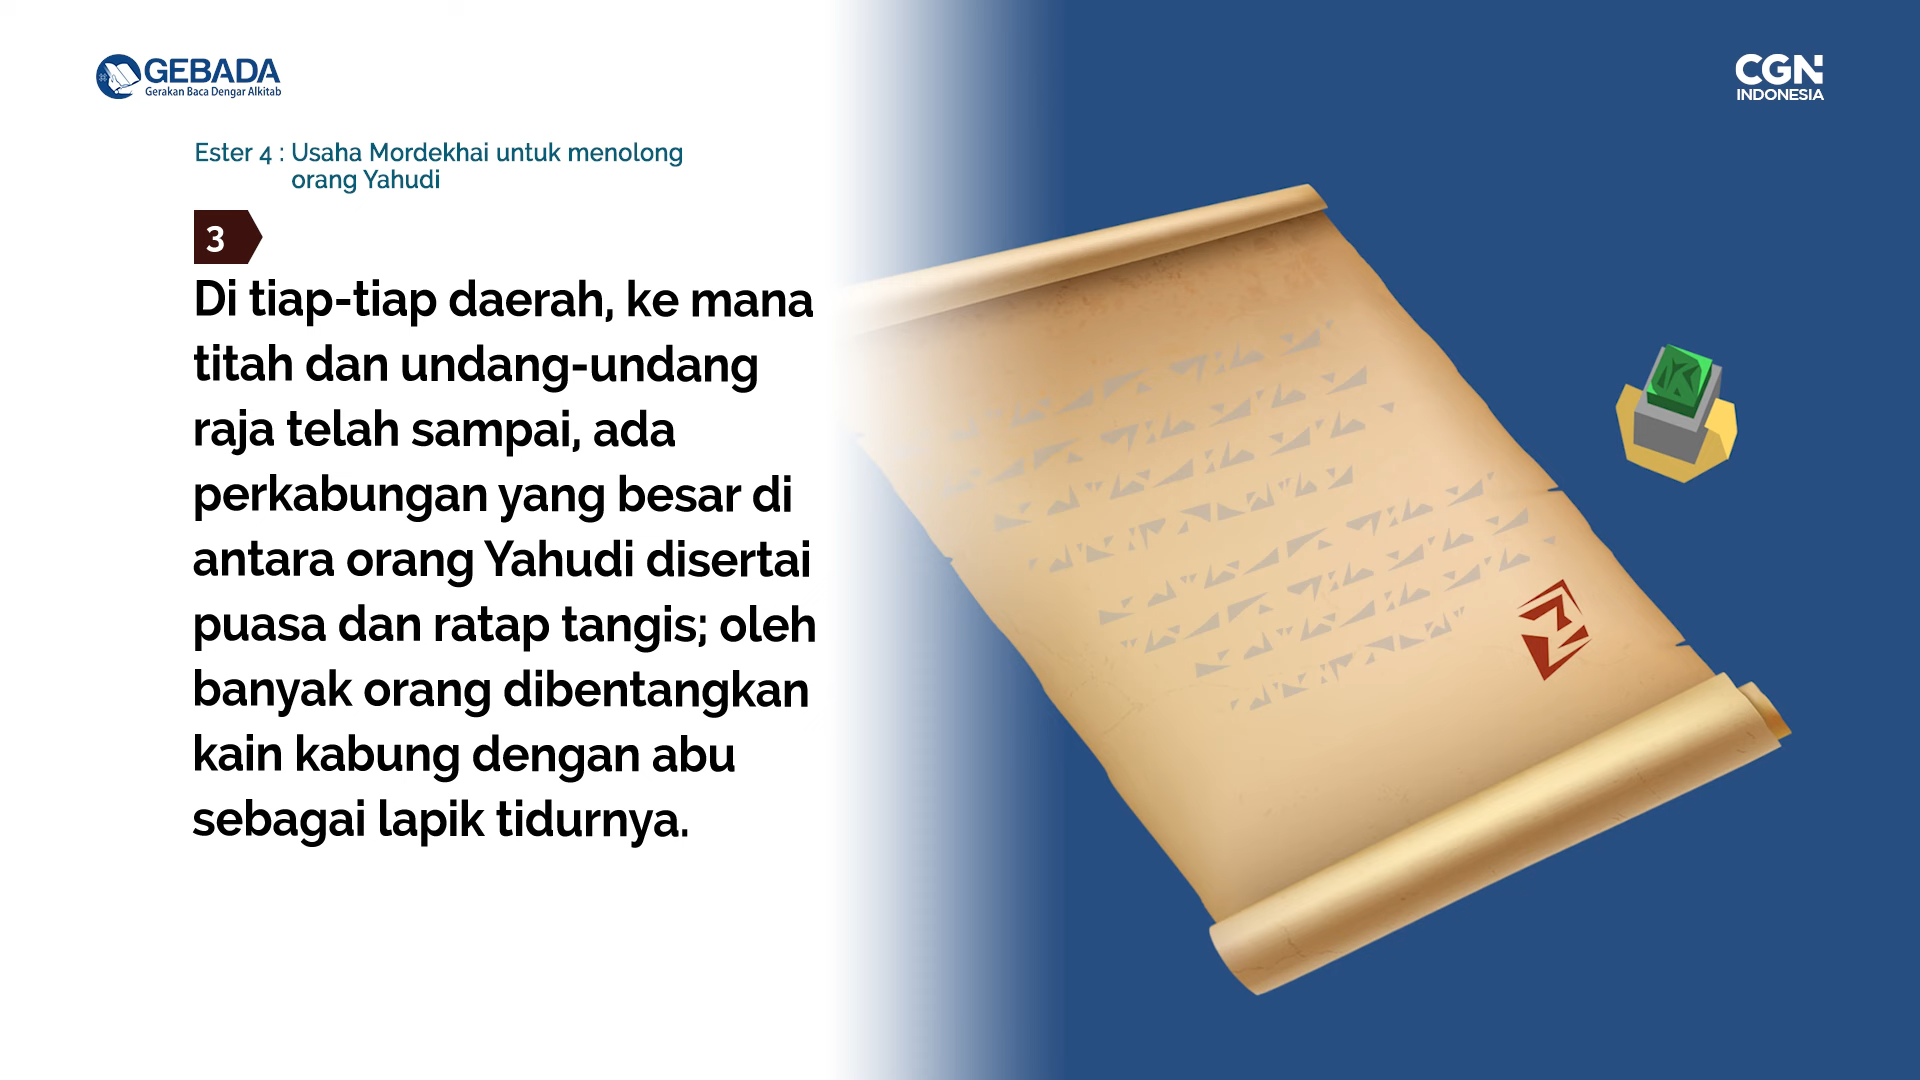 GEBADA
Gerakan Baca Dengar Alkitab
CGN
INDONESIA
Ester 4 : Usaha Mordekhai untuk menolong
orang Yahudi
3
Di tiap-tiap daerah, ke mana
titah dan undang-undang
raja telah sampai, ada
perkabungan yang besar di
antara orang Yahudi disertai
puasa dan ratap tangis; oleh
banyak orang dibentangkan
kain kabung dengan abu
sebagai lapik tidurnya.